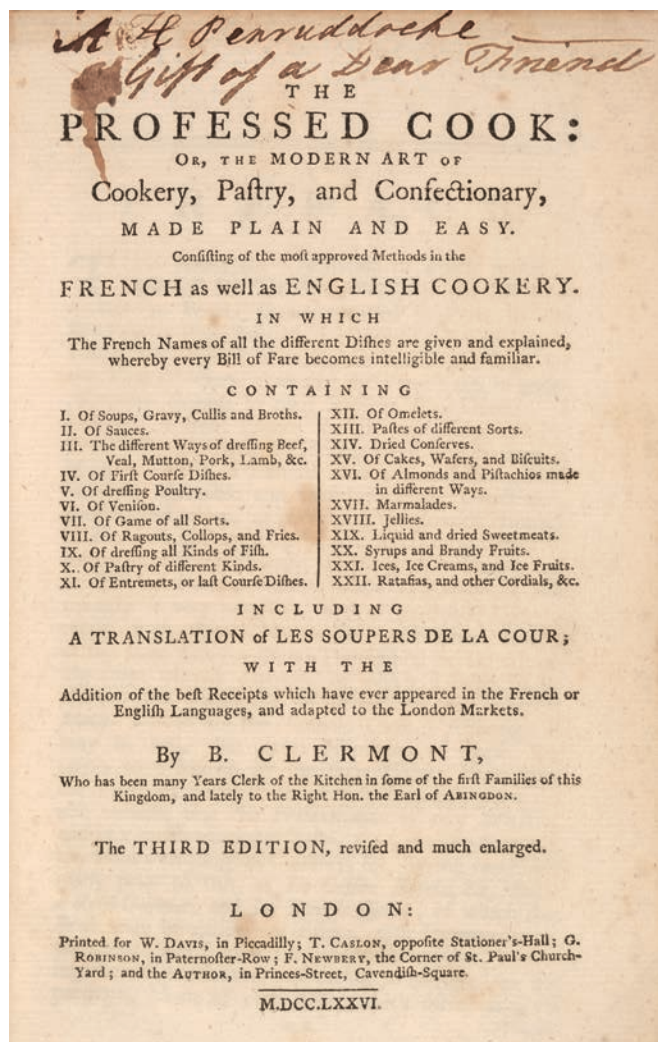 A H Penruddocke
Gift of a Dear Friend
THE
PROFESSED COOK:
OR, THE MODERN ART OF
Cookery, Paſtry, and Confectionary,
MADE PLAIN AND EASY.
Conſiſting of the moſt approved Methods in the
FRENCH as well as ENGLISH COOKERY.
IN WHICH
The French Names of all the different Diſhes are given and explained,
whereby every Bill of Fare becomes intelligible and familiar.
CONTAINING
I. Of Soups, Gravy, Cullis and Broths.
II. Of Sauces.
III. The different Ways of dreſſing Beef,
Veal, Mutton, Pork, Lamb, &c.
IV. Of Firſt Courſe Diſhes.
V. Of dreſſing Poultry.
VI. Of Veniſon.
VII. Of Game of all Sorts.
VIII. Of Ragouts, Collops, and Fries.
IX. Of dreſſing all Kinds of Fiſh.
X. Of Paſtry of different Kinds.
XI. Of Entremets, or laſt Courſe Diſhes.
XII. Of Omelets.
XIII. Paſtes of different Sorts.
XIV. Dried Conſerves.
XV. Of Cakes, Wafers, and Biſcuits.
XVI. Of Almonds and Piſtachios made
in different Ways.
XVII. Marmalades.
XVIII. Jellies.
XIX. Liquid and dried Sweetmeats.
XX. Syrups and Brandy Fruits.
XXI. Ices, Ice Creams, and Ice Fruits.
XXII. Ratafias, and other Cordials, &c.
INCLUDING
A TRANSLATION of LES SOUPERS DE LA COUR;
WITH THE
Addition of the beſt Receipts which have ever appeared in the French or
Engliſh Languages, and adapted to the London Markets.
By B. CLERMONT,
Who has been many Years Clerk of the Kitchen in ſome of the firſt Families of this
Kingdom, and lately to the Right Hon. the Earl of ABINGDON.
The THIRD EDITION, reviſed and much enlarged.
LONDON:
Printed for W. DAVIS, in Piccadilly; T. CASLON, oppoſite Stationer's-Hall; G.
ROBINSON, in Paternoſter-Row; F. NEWBERY, the Corner of St. Paul's Church-
Yard; and the AUTHOR, in Princes-Street, Cavendiſh-Square.
M.DCC.LXXVI.